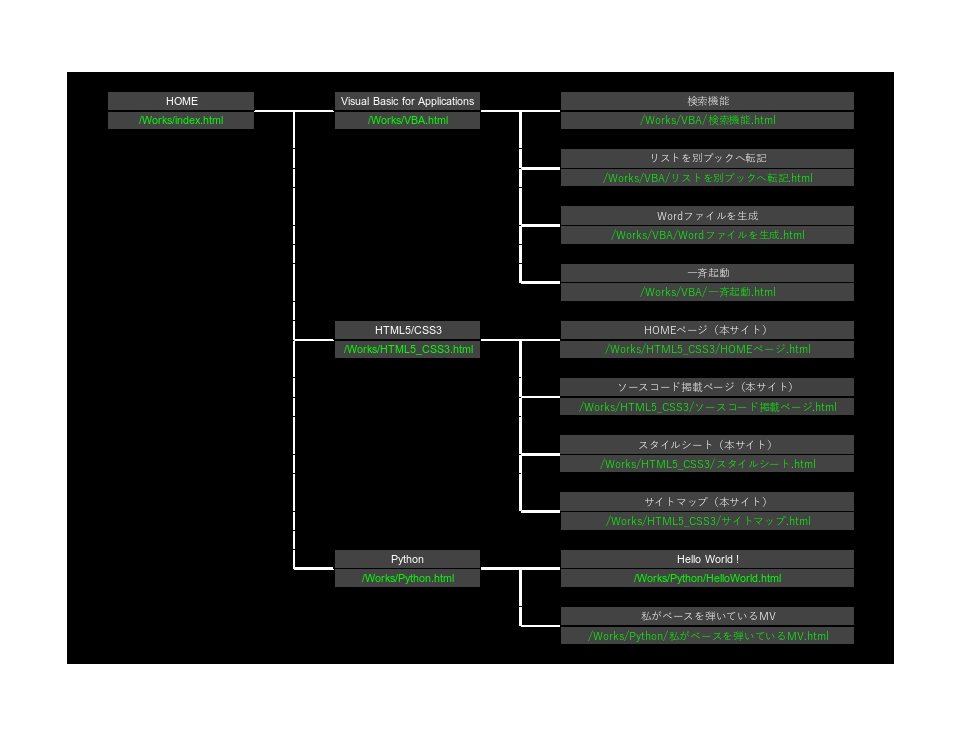 HOME
/Works/index.html
Visual Basic for Applications
/Works/VBA.html
検索機能
/Works/VBA/検索機能.html
リストを別ブックへ転記
/Works/VBA/リストを別ブックへ転記.html
Wordファイルを生成
/Works/VBA/Wordファイルを生成.html
一斉起動
/Works/VBA/一斉起動.html
HTML5/CSS3
/Works/HTML5_CSS3.html
HOMEページ（本サイト）
/Works/HTML5_CSS3/HOMEページ.html
ソースコード掲載ページ（本サイト）
/Works/HTML5_CSS3/ソースコード掲載ページ.html
スタイルシート（本サイト）
/Works/HTML5_CSS3/スタイルシート.html
サイトマップ（本サイト）
/Works/HTML5_CSS3/サイトマップ.html
Python
/Works/Python.html
Hello World !
/Works/Python/HelloWorld.html
私がベースを弾いているMV
/Works/Python/私がベースを弾いているMV.html